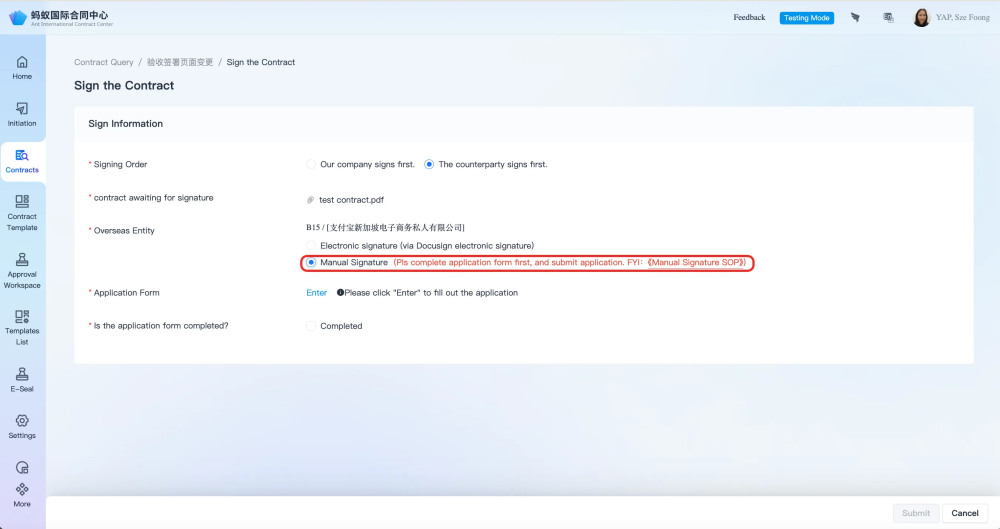 蚂蚁国际合同中心
Ant International Contract Center
Feedback
Testing Mode
YAP, Sze Foong
Home
Initiation
Contracts
Contract
Template
Approval
Workspace
Templates
List
E-Seal
Settings
More
Contract Query / 验收签署页面变更 / Sign the Contract
Sign the Contract
Sign Information
* Signing Order
Our company signs first.
The counterparty signs first.
* contract awaiting for signature
test contract.pdf
* Overseas Entity
B15 / [支付宝新加坡电子商务私人有限公司]
Electronic signature (via Docusign electronic signature)
Manual Signature (Pls complete application form first, and submit application. FYI:《Manual Signature SOP》)
* Application Form
Enter
Please click "Enter" to fill out the application
* Is the application form completed?
Completed
Submit
Cancel